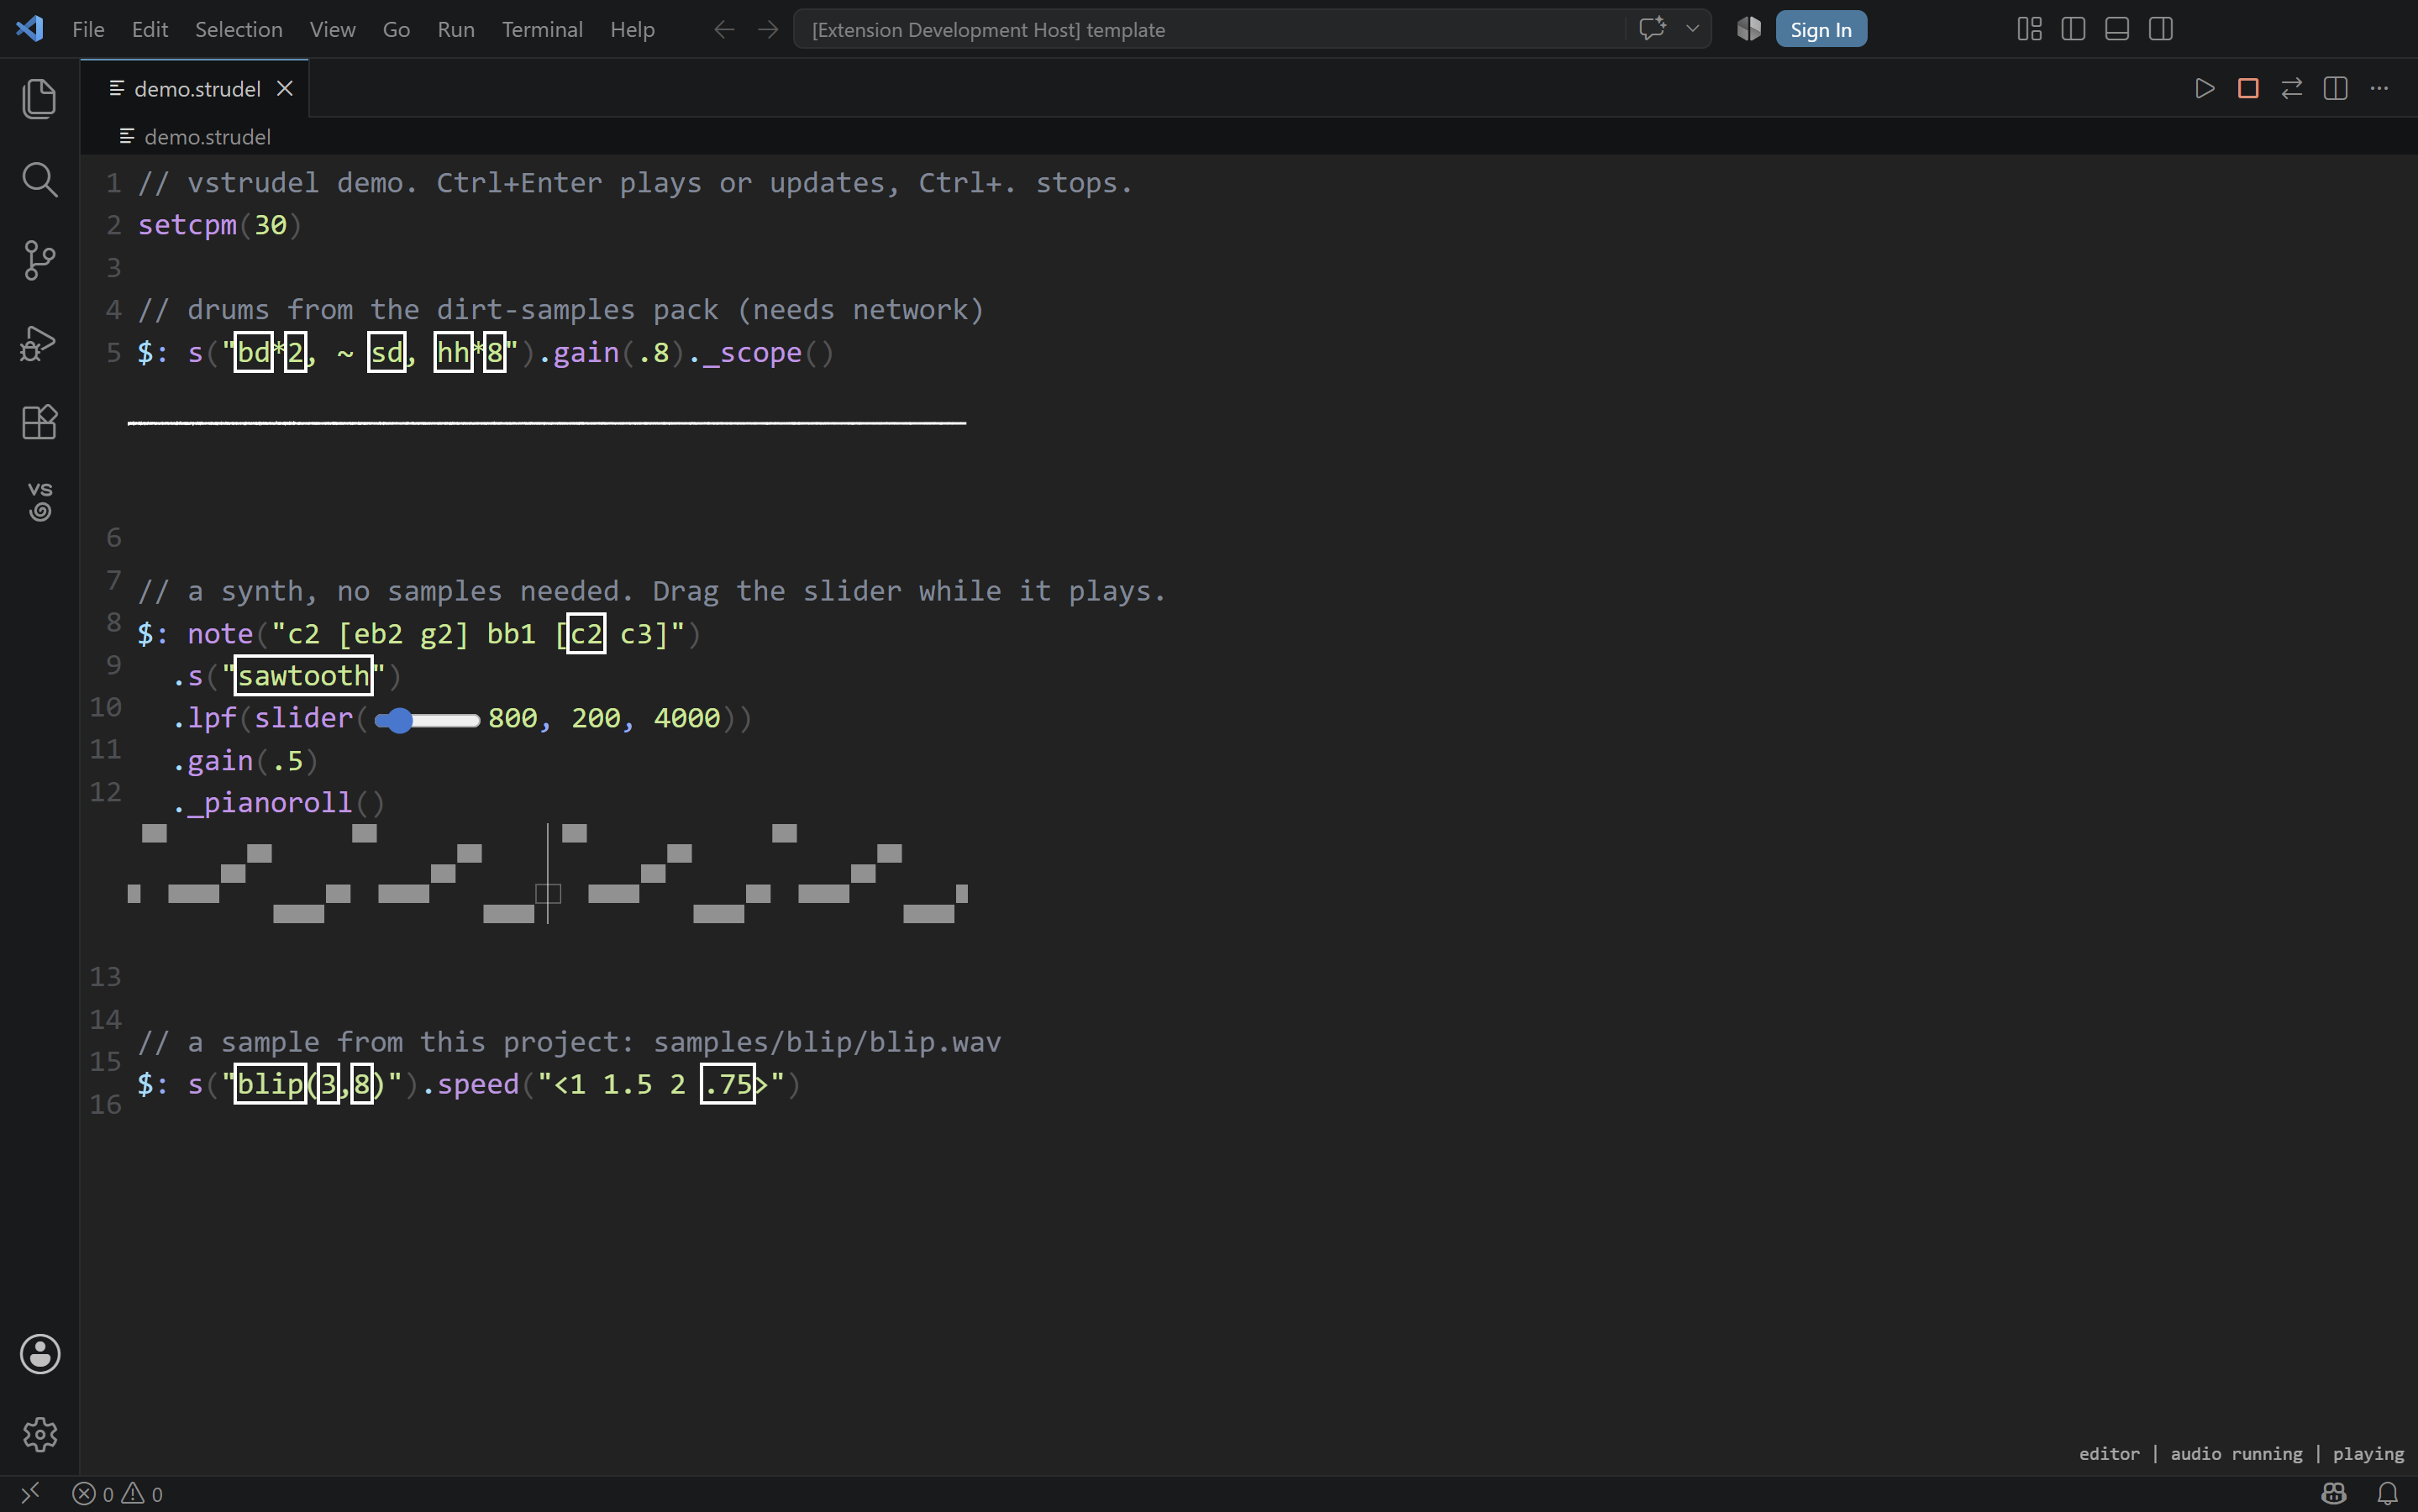 File Edit Selection View Go Run Terminal Help [Extension Development Host] template Sign In
demo.strudel
demo.strudel
1 // vstrudel demo. Ctrl+Enter plays or updates, Ctrl+. stops.
2 setcpm(30)
3
4 // drums from the dirt-samples pack (needs network)
5 $: s("bd*2, ~ sd, hh*8").gain(.8)._scope()
VS
6
7 // a synth, no samples needed. Drag the slider while it plays.
8 $: note("c2 [eb2 g2] bb1 [c2 c3]")
9 .s("sawtooth")
10 .lpf(slider(800, 200, 4000))
11 .gain(.5)
12 ._pianoroll()
13
14 // a sample from this project: samples/blip/blip.wav
15 $: s("blip(3,8)").speed("<1 1.5 2 .75>")
16
editor | audio running | playing
0 0